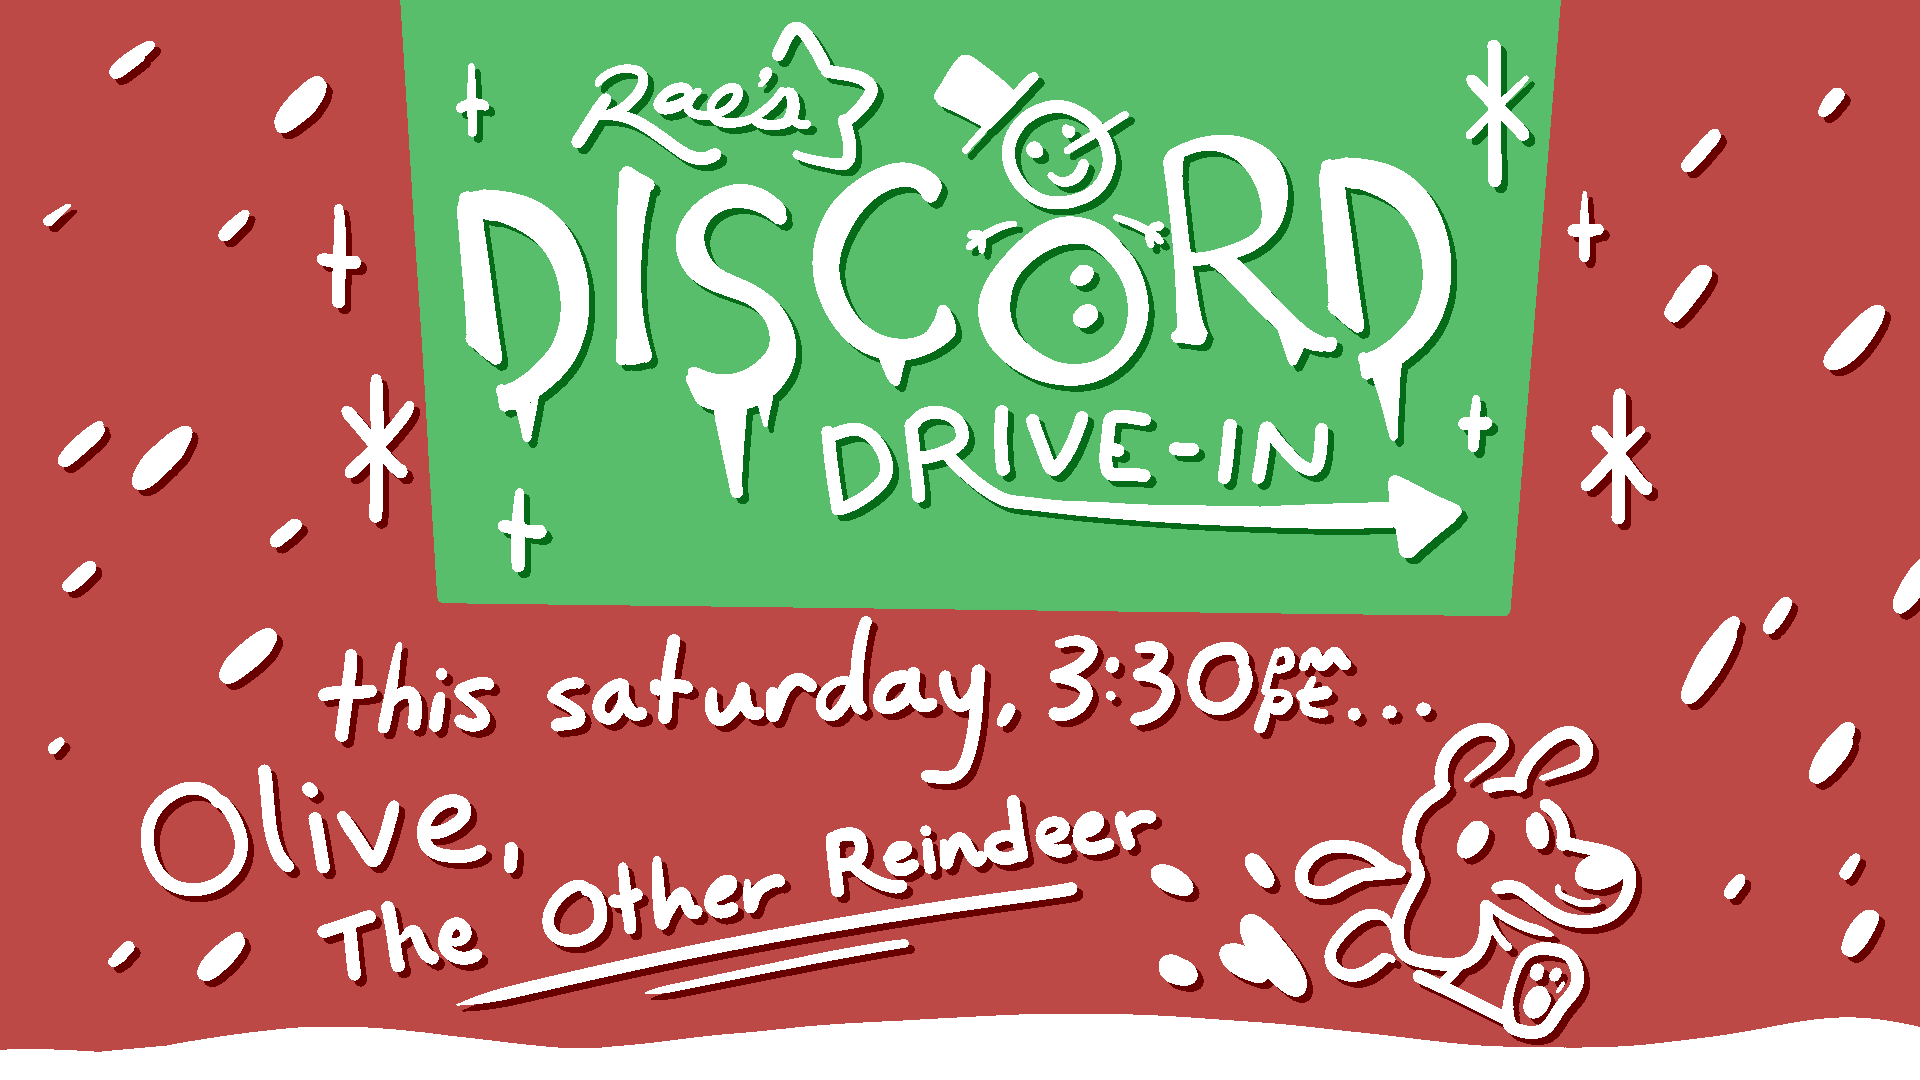 Rae's
DISCORD
DRIVE-IN
this saturday, 3:30pm pt...
Olive,
The Other Reindeer